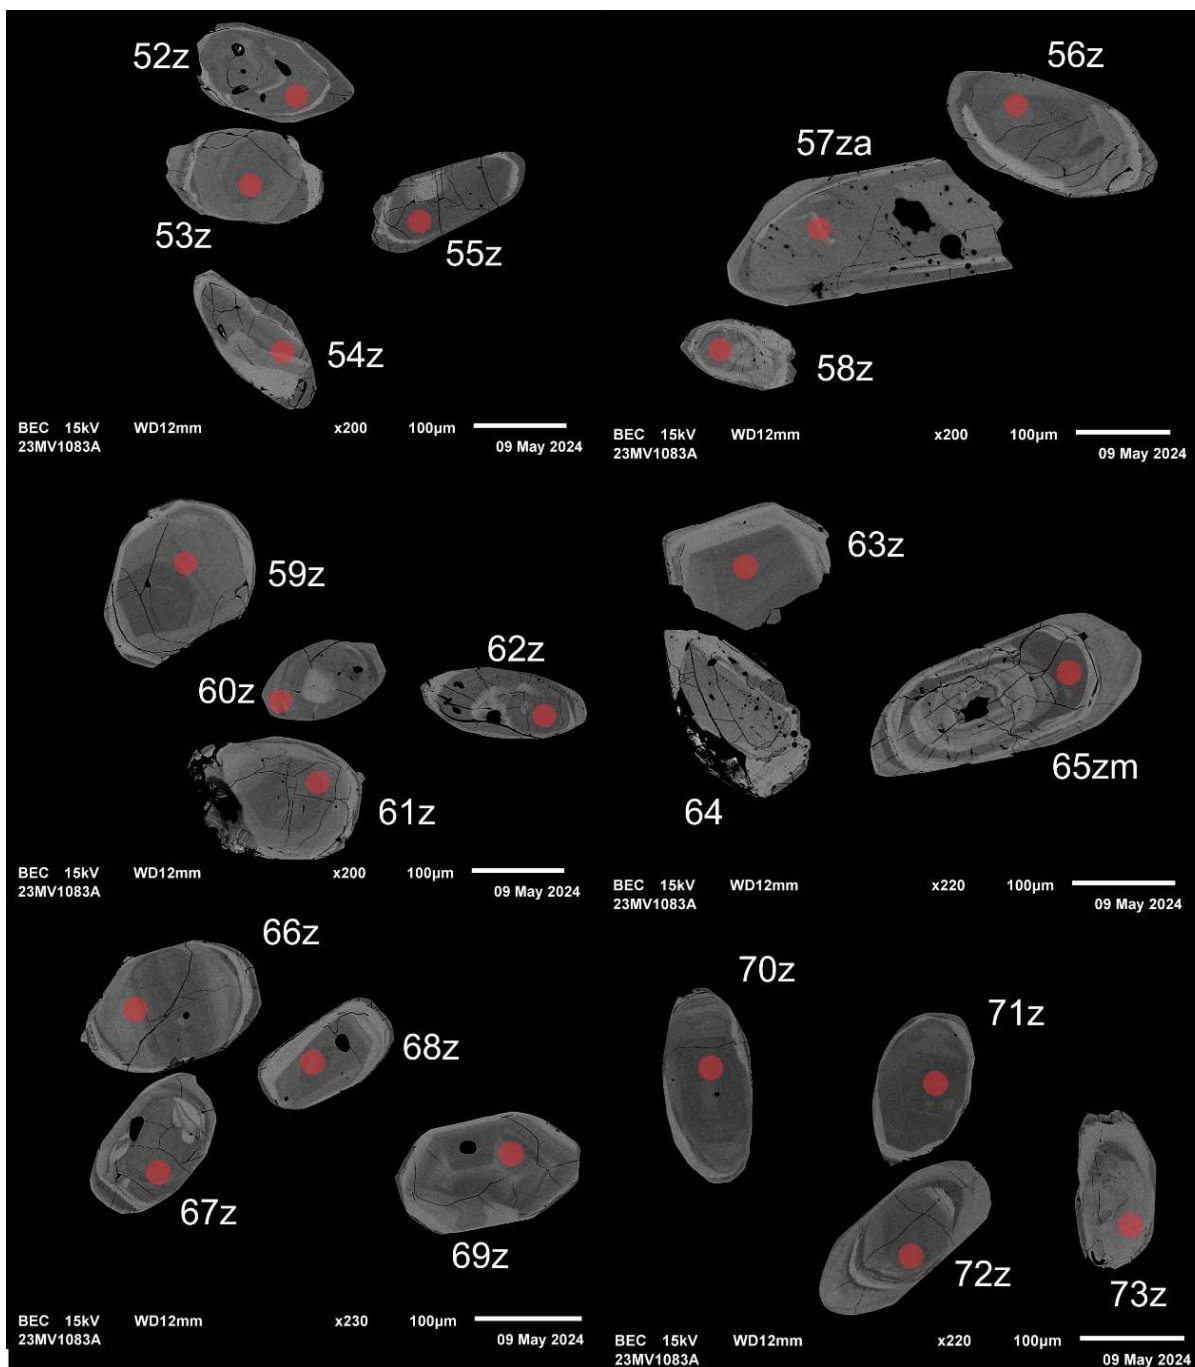 52z
53z
55z
54z
BEC 15kV WD12mm x200 100µm
23MV1083A 09 May 2024
56z
57za
58z
BEC 15kV WD12mm x200 100µm
23MV1083A 09 May 2024
59z
60z
62z
61z
BEC 15kV WD12mm x200 100µm
23MV1083A 09 May 2024
63z
64
65zm
BEC 15kV WD12mm x220 100µm
23MV1083A 09 May 2024
66z
68z
67z
69z
BEC 15kV WD12mm x230 100µm
23MV1083A 09 May 2024
70z
71z
72z
73z
BEC 15kV WD12mm x220 100µm
23MV1083A 09 May 2024